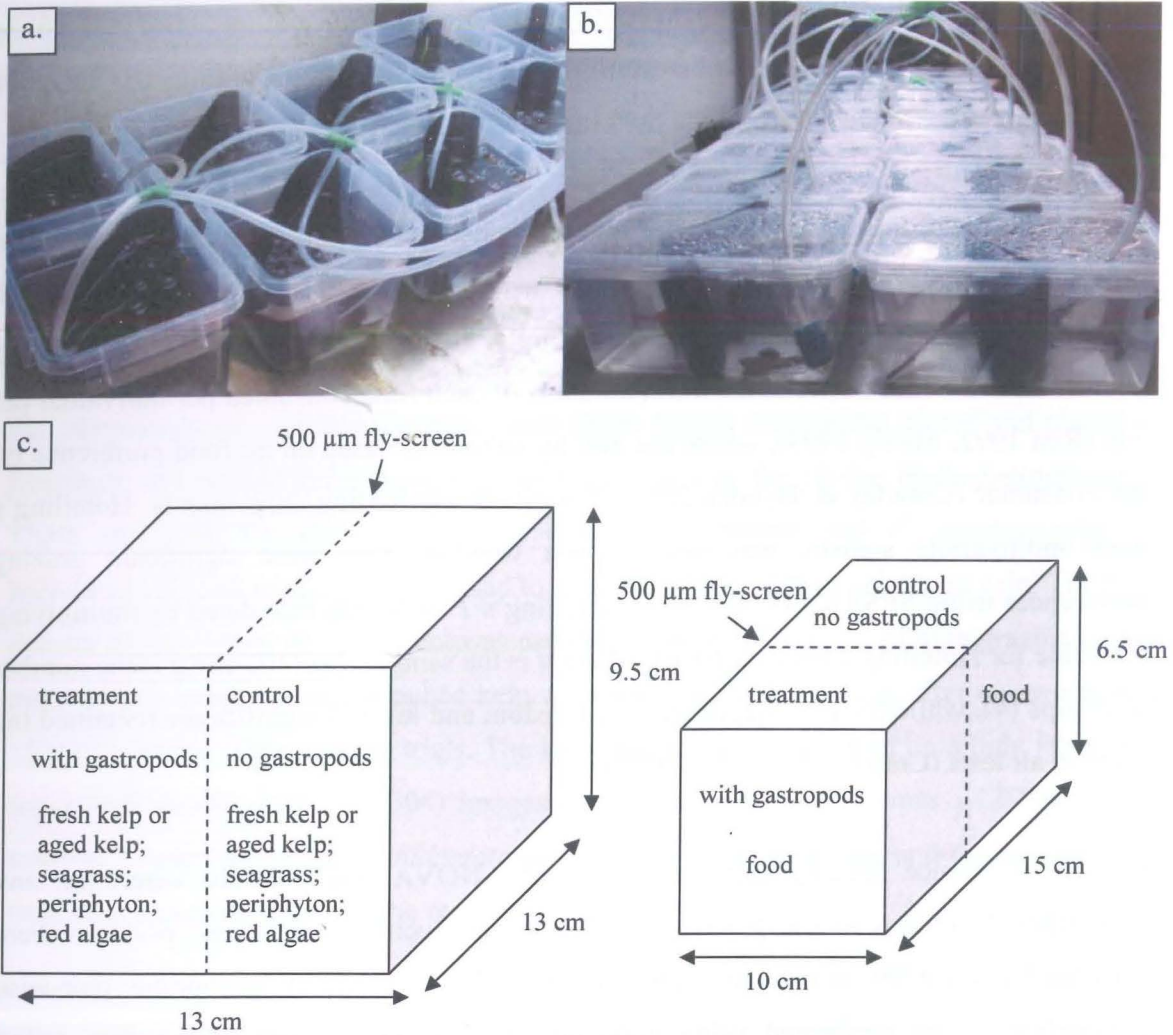 a.
b.
c.
500 µm fly-screen
treatment
with gastropods
fresh kelp or
aged kelp;
seagrass;
periphyton;
red algae
control
no gastropods
fresh kelp or
aged kelp;
seagrass;
periphyton;
red algae
9.5 cm
13 cm
13 cm
500 µm fly-screen
control
no gastropods
treatment
food
with gastropods
food
6.5 cm
15 cm
10 cm